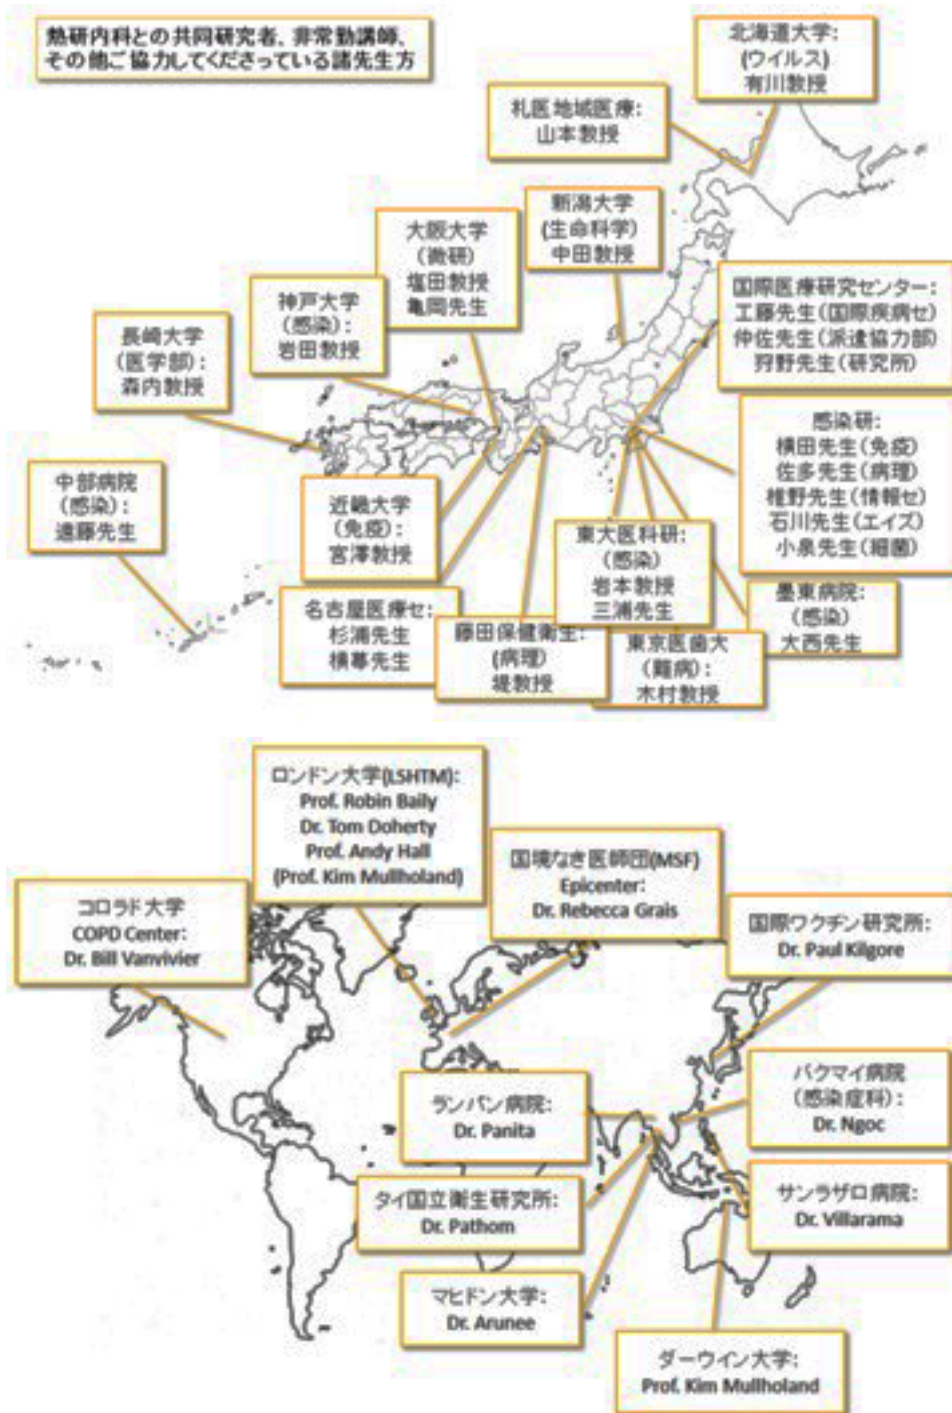 熱研内科との共同研究者、非常勤講師、
その他ご協力してくださっている諸先生方
北海道大学:
(ウイルス)
有川教授
札医地域医療:
山本教授
新潟大学
(生命科学)
中田教授
大阪大学
(微研)
塩田教授
亀岡先生
神戸大学
(感染):
岩田教授
長崎大学
(医学部):
森内教授
中部病院
(感染):
遠藤先生
国際医療研究センター:
工藤先生(国際疾病セ)
仲佐先生(派遣協力部)
狩野先生(研究所)
感染研:
横田先生(免疫)
佐多先生(病理)
椎野先生(情報セ)
石川先生(エイズ)
小泉先生(細菌)
近畿大学
(免疫):
宮澤教授
名古屋医療セ:
杉浦先生
横幕先生
藤田保健衛生:
(病理)
堤教授
東大医科研:
(感染)
岩本教授
三浦先生
東京医歯大
(難病):
木村教授
墨東病院:
(感染)
大西先生
ロンドン大学(LSHTM):
Prof. Robin Baily
Dr. Tom Doherty
Prof. Andy Hall
(Prof. Kim Mullholand)
国境なき医師団(MSF)
Epicenter:
Dr. Rebecca Grais
コロラド大学
COPD Center:
Dr. Bill Vanvivier
国際ワクチン研究所:
Dr. Paul Kilgore
ランパン病院:
Dr. Panita
バクマイ病院
(感染症科):
Dr. Ngoc
タイ国立衛生研究所:
Dr. Pathom
サンラザロ病院:
Dr. Villarama
マヒドン大学:
Dr. Arunee
ダーウイン大学:
Prof. Kim Mullholand